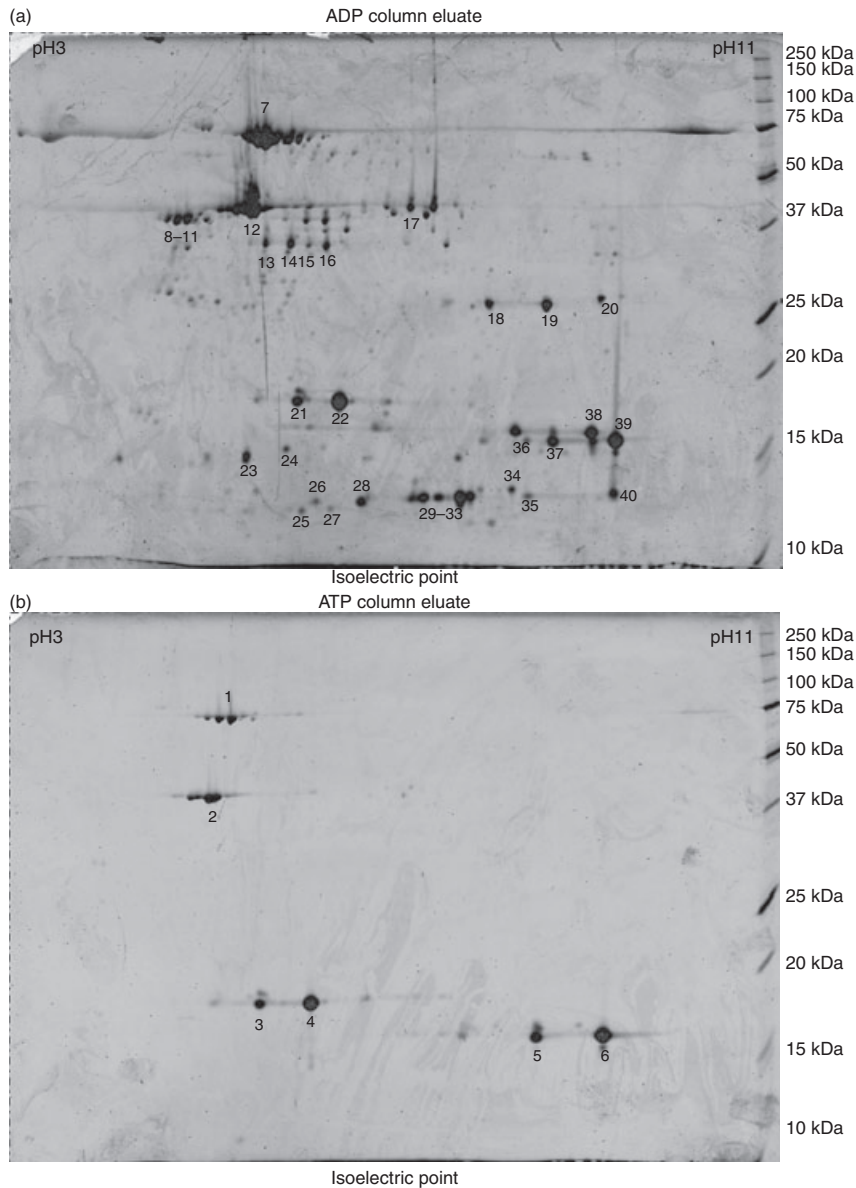 (a)
ADP column eluate
pH3
pH11
250 kDa
150 kDa
100 kDa
75 kDa
50 kDa
37 kDa
25 kDa
20 kDa
15 kDa
10 kDa
7
8–11
12
13
14
15
16
17
18
19
20
21
22
23
24
25
26
27
28
29–33
34
35
36
37
38
39
40
Isoelectric point
(b)
ATP column eluate
pH3
pH11
250 kDa
150 kDa
100 kDa
75 kDa
50 kDa
37 kDa
25 kDa
20 kDa
15 kDa
10 kDa
1
2
3
4
5
6
Isoelectric point